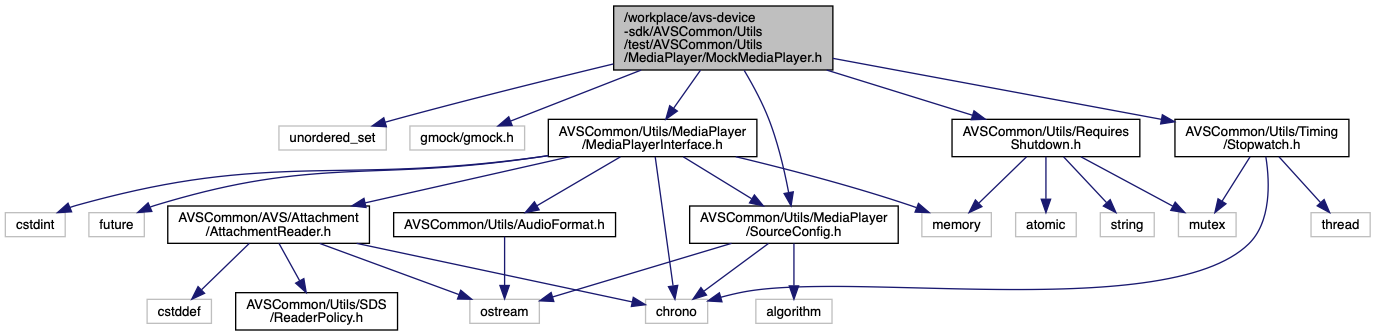 /workplace/avs-device
-sdk/AVSCommon/Utils
/test/AVSCommon/Utils
/MediaPlayer/MockMediaPlayer.h
unordered_set
gmock/gmock.h
AVSCommon/Utils/MediaPlayer
/MediaPlayerInterface.h
AVSCommon/Utils/Requires
Shutdown.h
AVSCommon/Utils/Timing
/Stopwatch.h
cstdint
future
AVSCommon/AVS/Attachment
/AttachmentReader.h
AVSCommon/Utils/AudioFormat.h
AVSCommon/Utils/MediaPlayer
/SourceConfig.h
memory
atomic
string
mutex
thread
cstddef
AVSCommon/Utils/SDS
/ReaderPolicy.h
ostream
chrono
algorithm